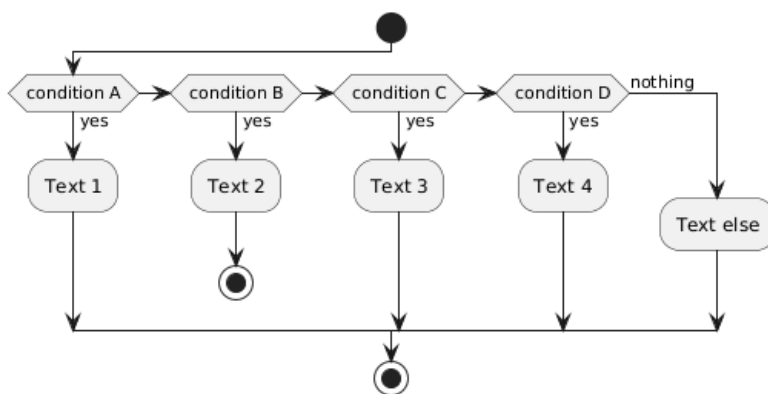 condition A
condition B
condition C
condition D
nothing
yes
yes
yes
yes
Text 1
Text 2
Text 3
Text 4
Text else